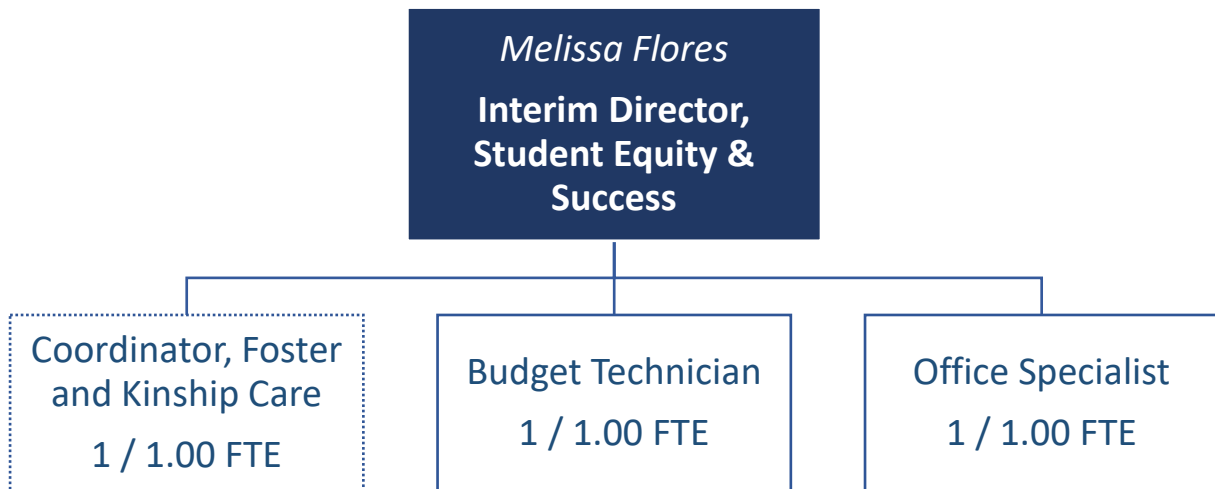 Melissa Flores
Interim Director,
Student Equity &
Success
Coordinator, Foster
and Kinship Care
1 / 1.00 FTE
Budget Technician
1 / 1.00 FTE
Office Specialist
1 / 1.00 FTE